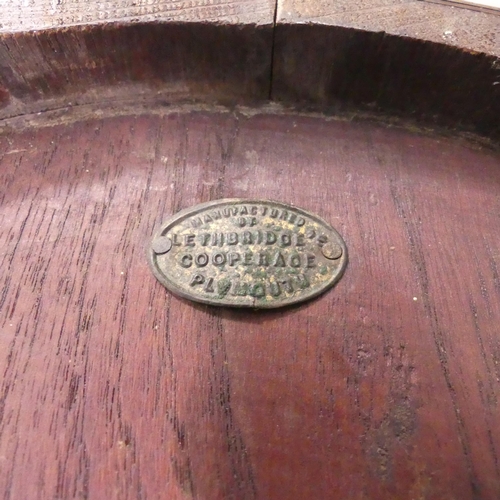 MANUFACTURED
BY
LETHBRIDGE
COOPERAGE
PLYMOUTH